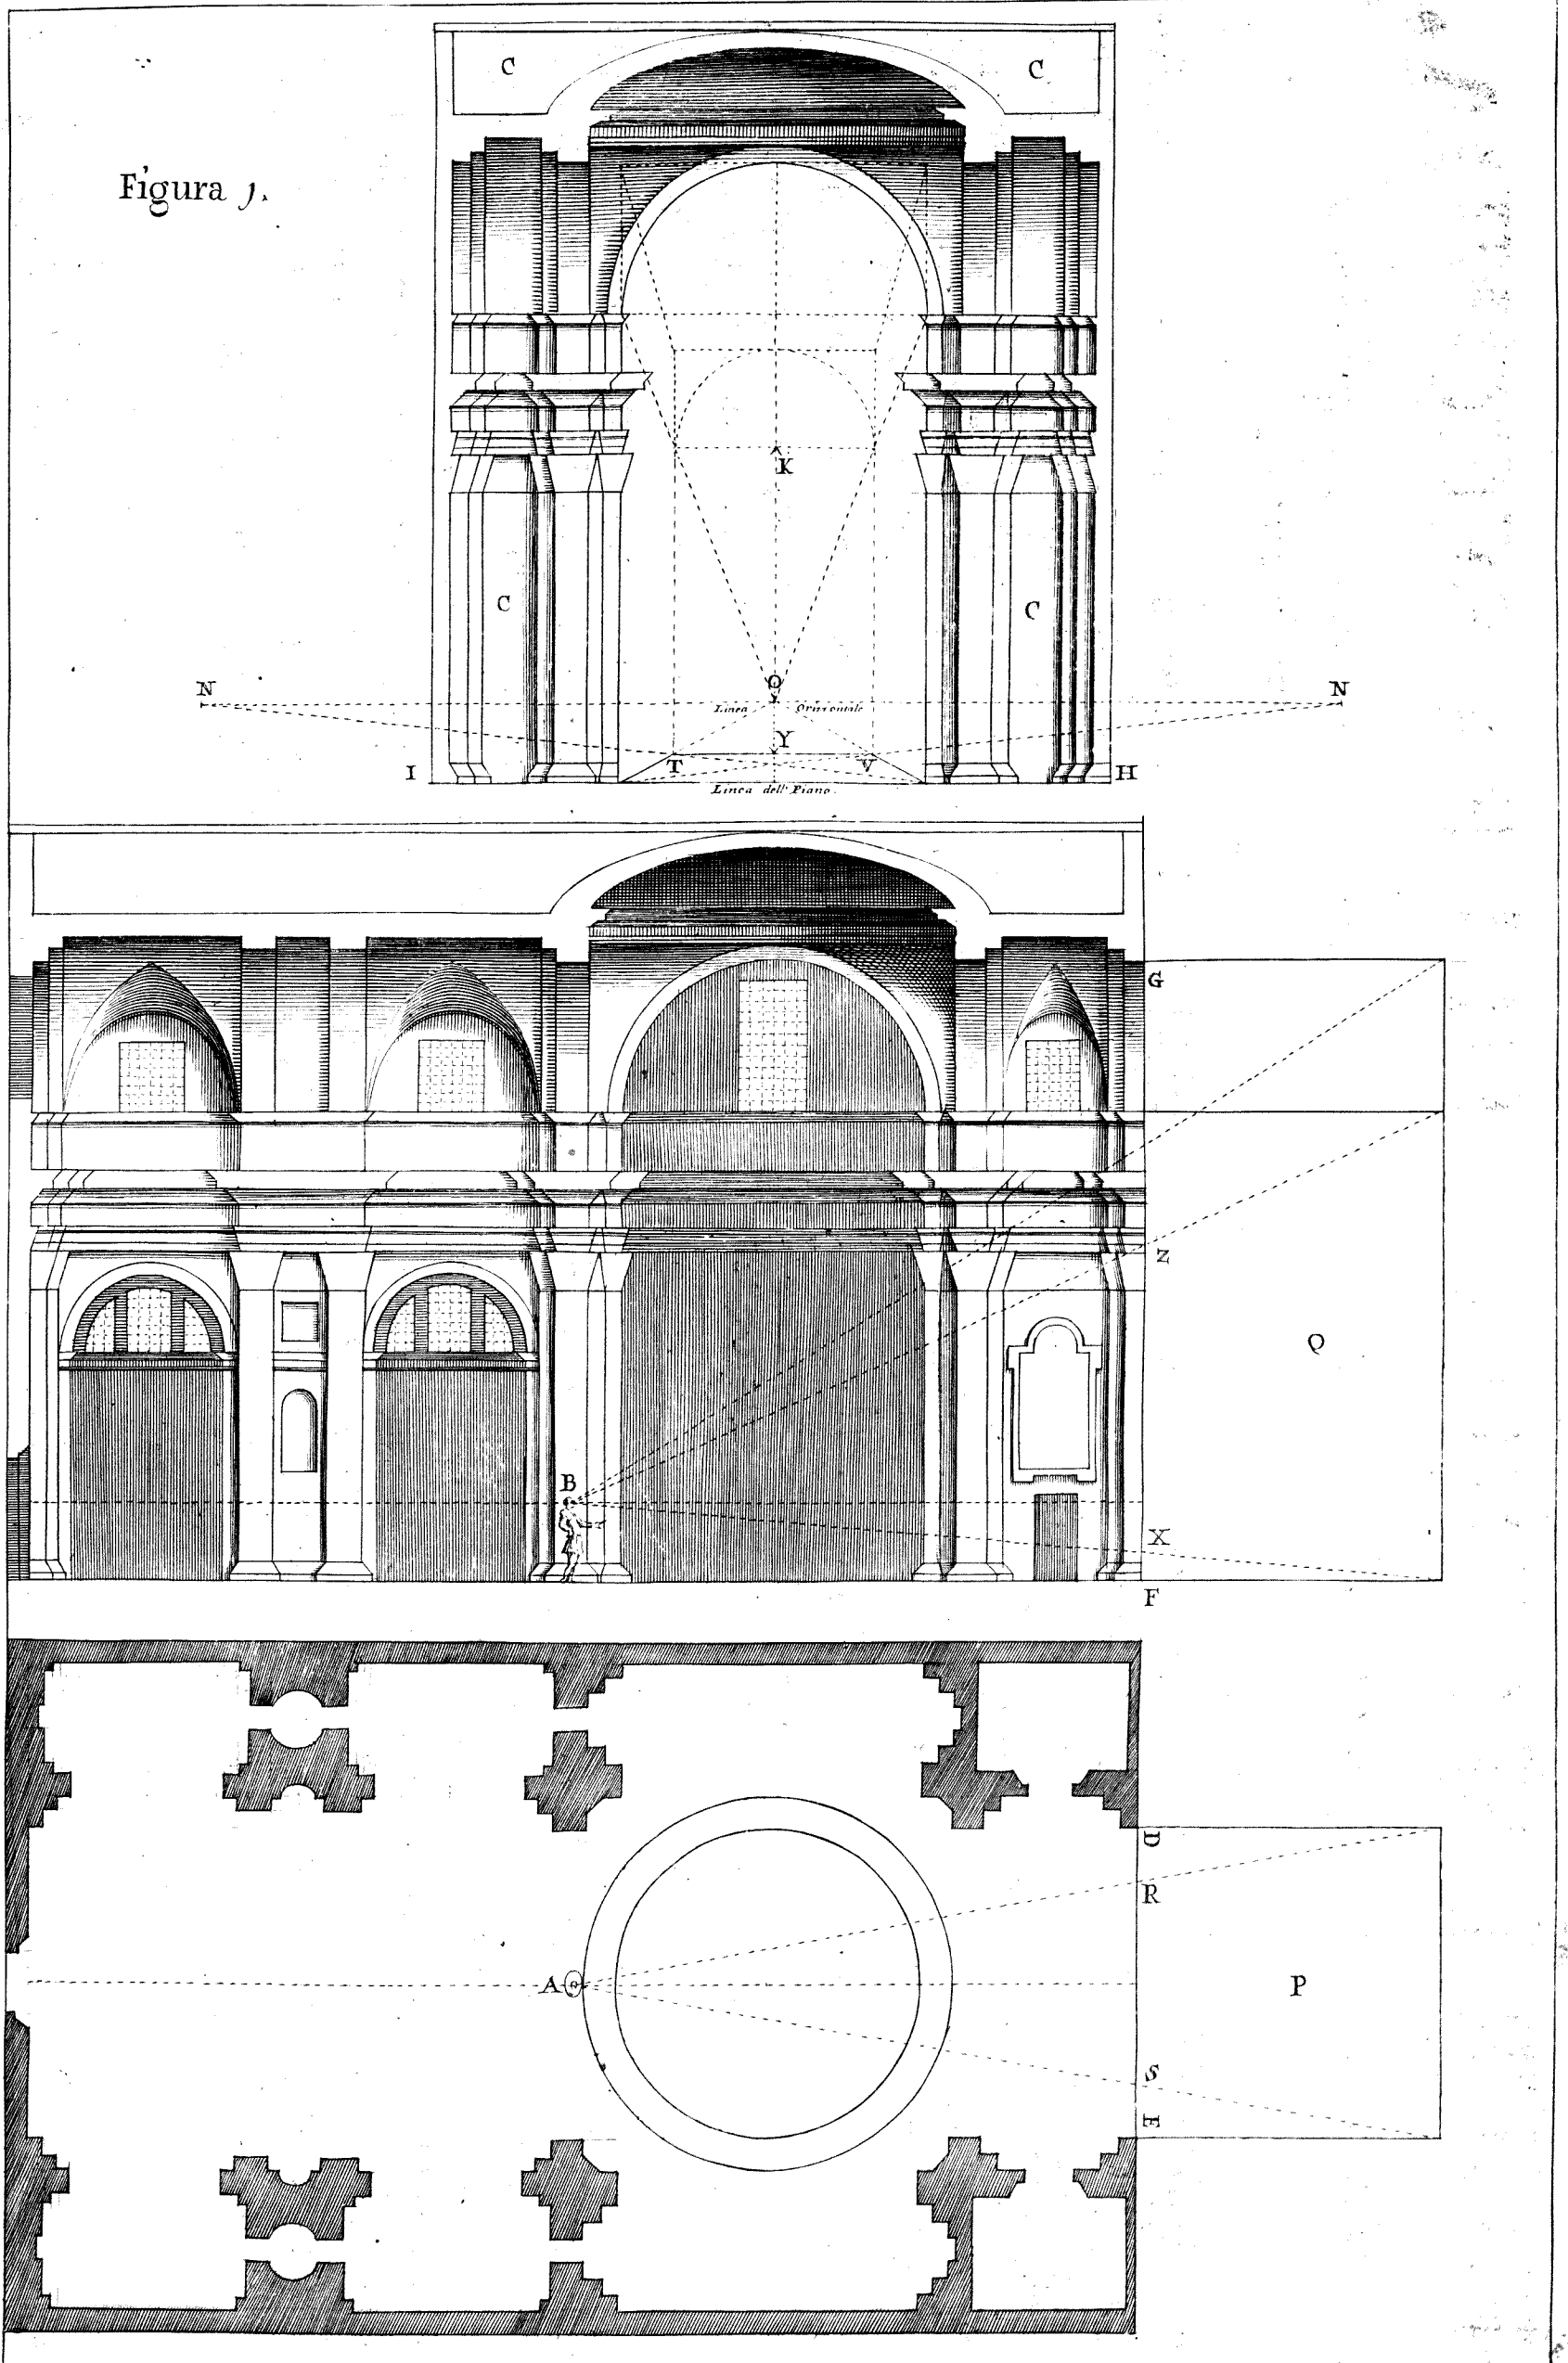 C C
Figura 1.
K
C C
N O N
Linea Orizontale
Y
I T V H
Linea dell' Piano.
G
Z
Q
B
X
F
D
R
A P
S
E